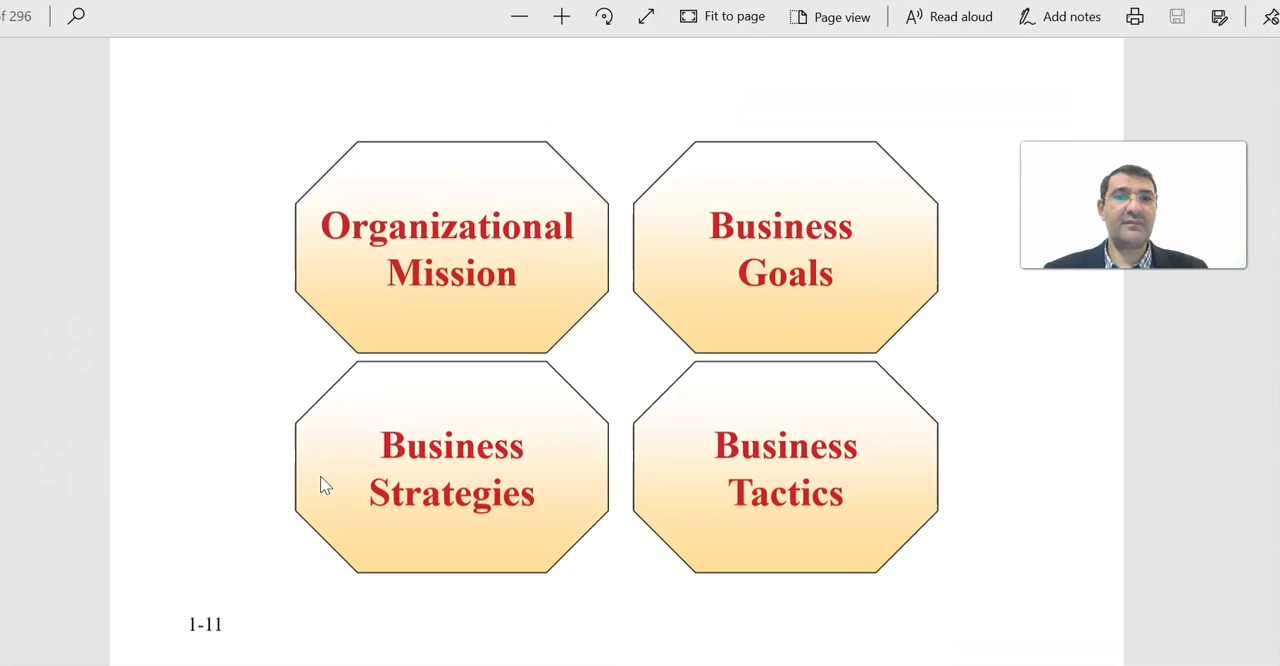 f 296
Fit to page
Page view
Read aloud
Add notes
Organizational
Mission
Business
Goals
Business
Strategies
Business
Tactics
1-11